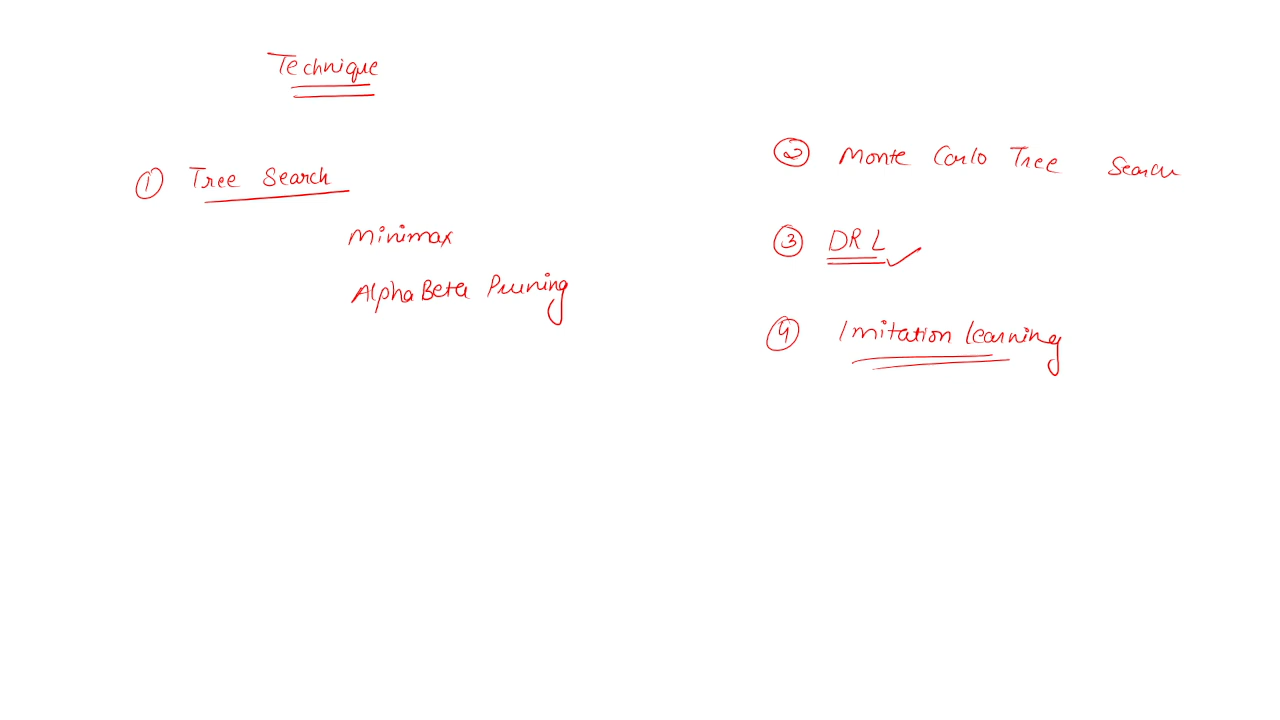 Technique
① Tree Search
Minimax
AlphaBeta Pruning
② Monte Carlo Tree Search
③ DRL ✓
④ Imitation Learning